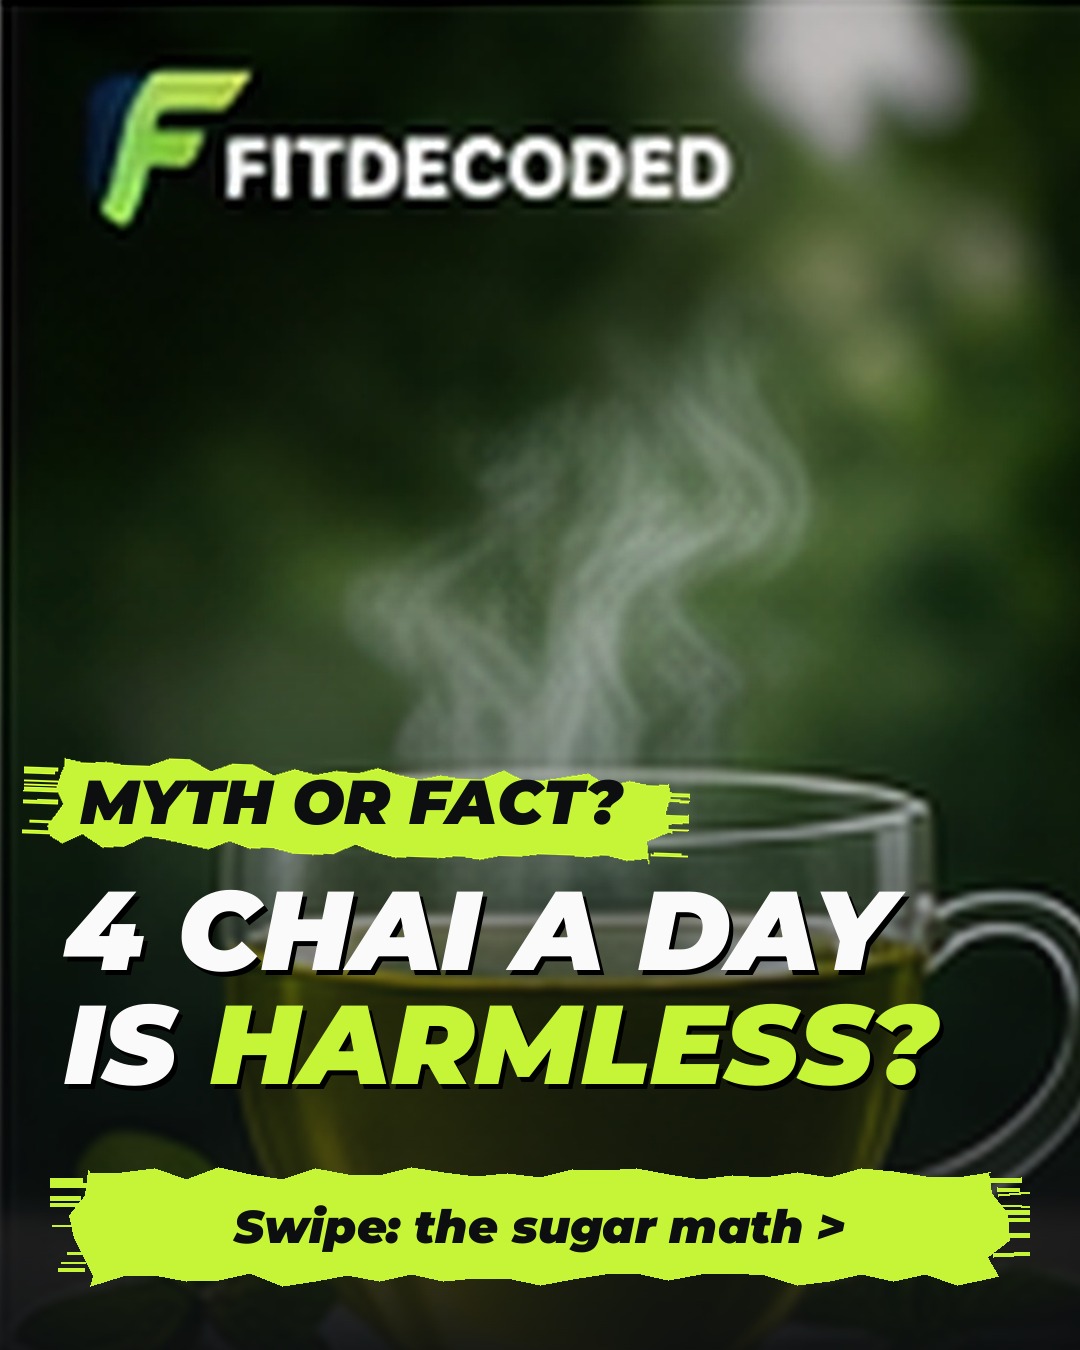 FITDECODED
MYTH OR FACT?
4 CHAI A DAY
IS HARMLESS?
Swipe: the sugar math >